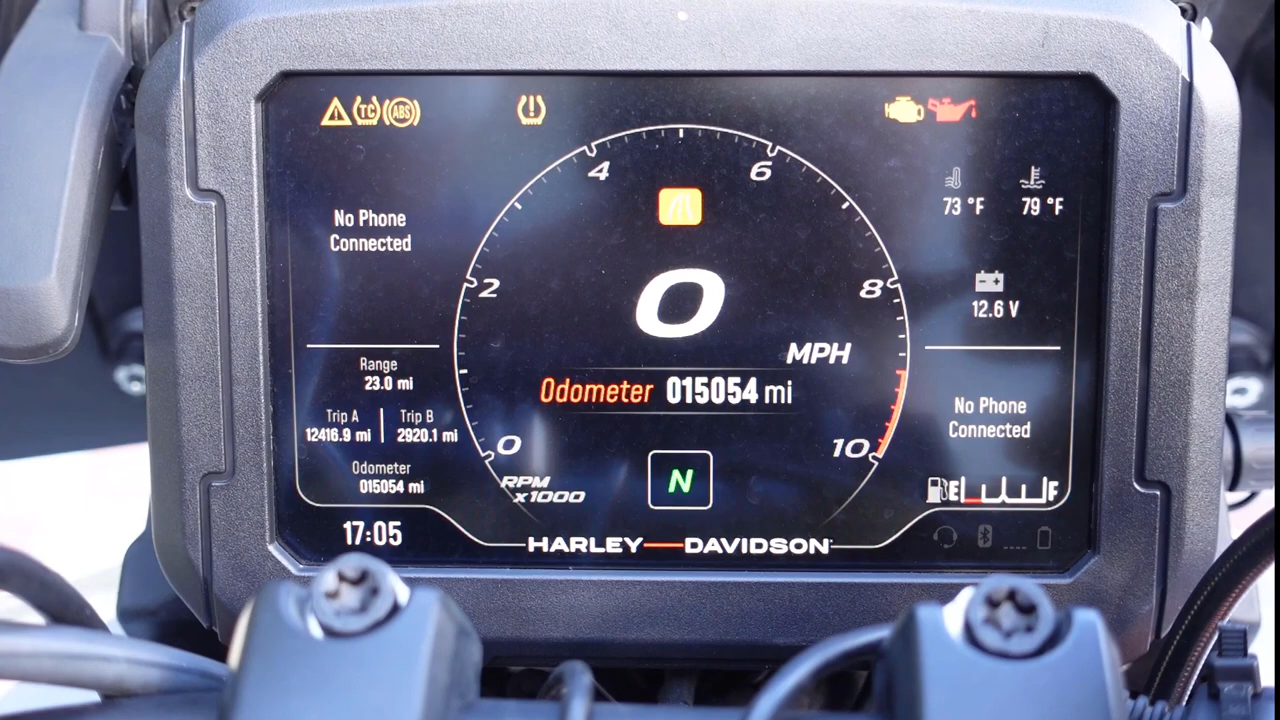 TC ABS
4
6
2
8
0
10
RPM
x1000
No Phone
Connected
73 °F 79 °F
12.6 V
0
MPH
Odometer 015054 mi
Range
23.0 mi
Trip A Trip B
12416.9 mi 2920.1 mi
Odometer
015054 mi
No Phone
Connected
N
E F
17:05
HARLEY-DAVIDSON